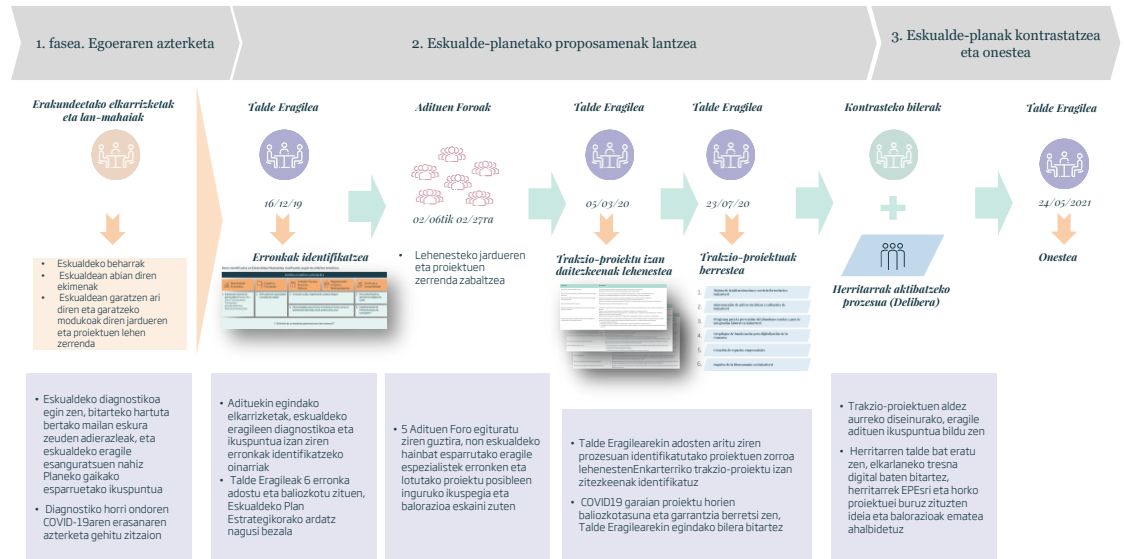 1. fasea. Egoeraren azterketa
2. Eskualde-planetako proposamenak lantzea
3. Eskualde-planak kontrastatzea
eta onestea
Erakundeetako elkarrizketak
eta lan-mahaiak
• Eskualdeko beharrak
• Eskualdean abian diren
ekimenak
• Eskualdean garatzen ari
diren eta garatzeko
modukoak diren jardueren
eta proiektuen lehen
zerrenda
• Eskualdeko diagnostikoa
egin zen, bitarteko hartuta
bertako mailan eskura
zeuden adierazleak, eta
eskualdeko eragile
esanguratsuen nahiz
Planeko gaikako
esparruetako ikuspuntua
• Diagnostiko horri ondoren
COVID-19aren erasanaren
azterketa gehitu zitzaion
Talde Eragilea
16/12/19
Erronkak identifikatzea
• Adituekin egindako
elkarrizketak, eskualdeko
eragileen diagnostikoa eta
ikuspuntua izan ziren
erronkak identifikatzeko
oinarriak
• Talde Eragileak 6 erronka
adostu eta baliozkotu zituen,
Eskualdeko Plan
Estrategikorako ardatz
nagusi bezala
Adituen Foroak
02/06tik 02/27ra
• Lehenesteko jardueren
eta proiektuen
zerrenda zabaltzea
• 5 Adituen Foro egituratu
ziren guztira, non eskualdeko
hainbat esparrutako eragile
espezialistek erronken eta
lotutako proiektu posibleen
inguruko ikuspegia eta
balorazioa eskaini zuten
Talde Eragilea
05/03/20
Trakzio-proiektu izan
daitezkeenak lehenestea
Talde Eragilea
23/07/20
Trakzio-proiektuak
berrestea
1.
2.
3.
4.
5.
6.
• Talde Eragilearekin adosten aritu ziren
prozesuan identifikatutako proiektuen zorroa
lehenestenEnkarterriko trakzio-proiektu izan
zitezkeenak identifikatuz
• COVID19 garaian proiektu horien
baliozkotasuna eta garrantzia berretsi zen,
Talde Eragilearekin egindako bilera bitartez
Kontrasteko bilerak
Herritarrak aktibatzeko
prozesua (Delibera)
• Trakzio-proiektuen aldez
aurreko diseinurako, eragile
adituen ikuspuntua bildu zen
• Herritarren talde bat eratu
zen, elkarlaneko tresna
digital baten bitartez,
herritarrek EPEsri eta horko
proiektuei buruz zituzten
ideia eta balorazioak ematea
ahalbidetuz
Talde Eragilea
24/05/2021
Onestea